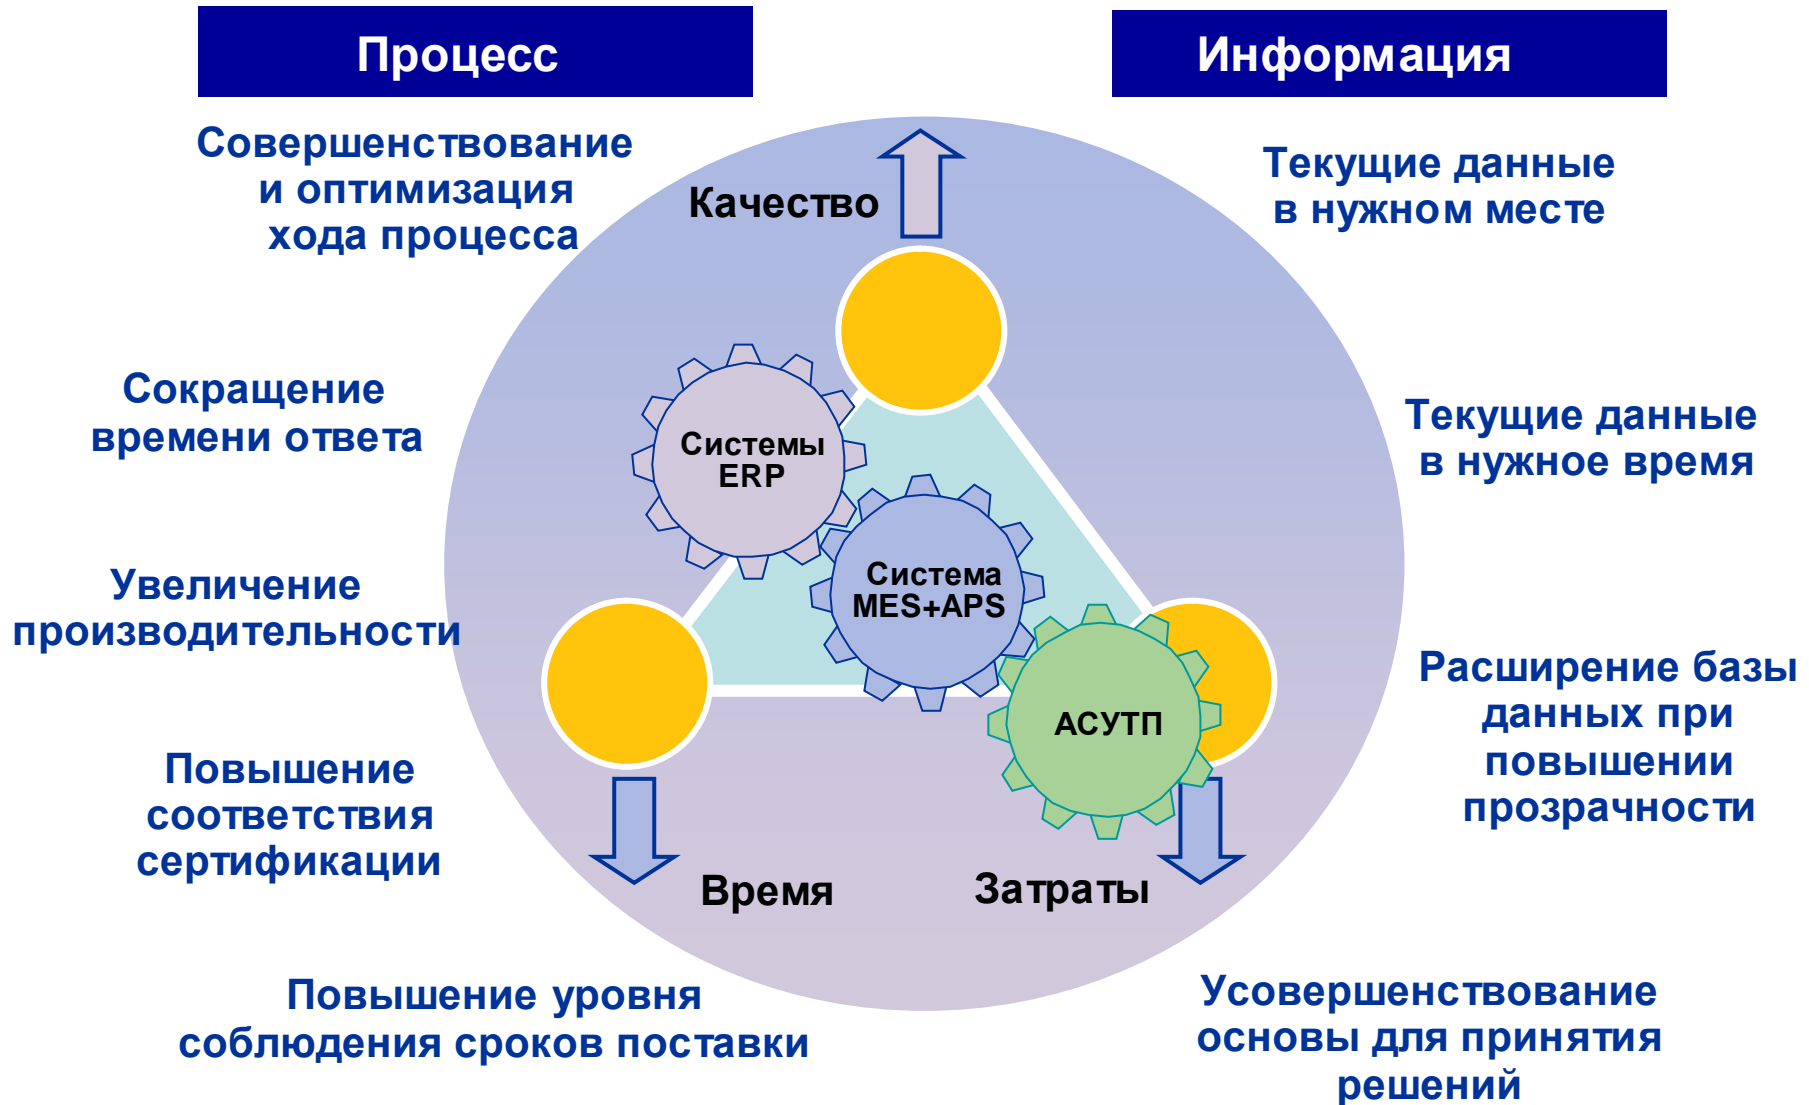 Процесс
Информация
Совершенствование
и оптимизация
хода процесса
Качество
Текущие данные
в нужном месте
Сокращение
времени ответа
Системы
ERP
Текущие данные
в нужное время
Увеличение
производительности
Система
MES+APS
АСУТП
Расширение базы
данных при
повышении
прозрачности
Повышение
соответствия
сертификации
Время
Затраты
Повышение уровня
соблюдения сроков поставки
Усовершенствование
основы для принятия
решений